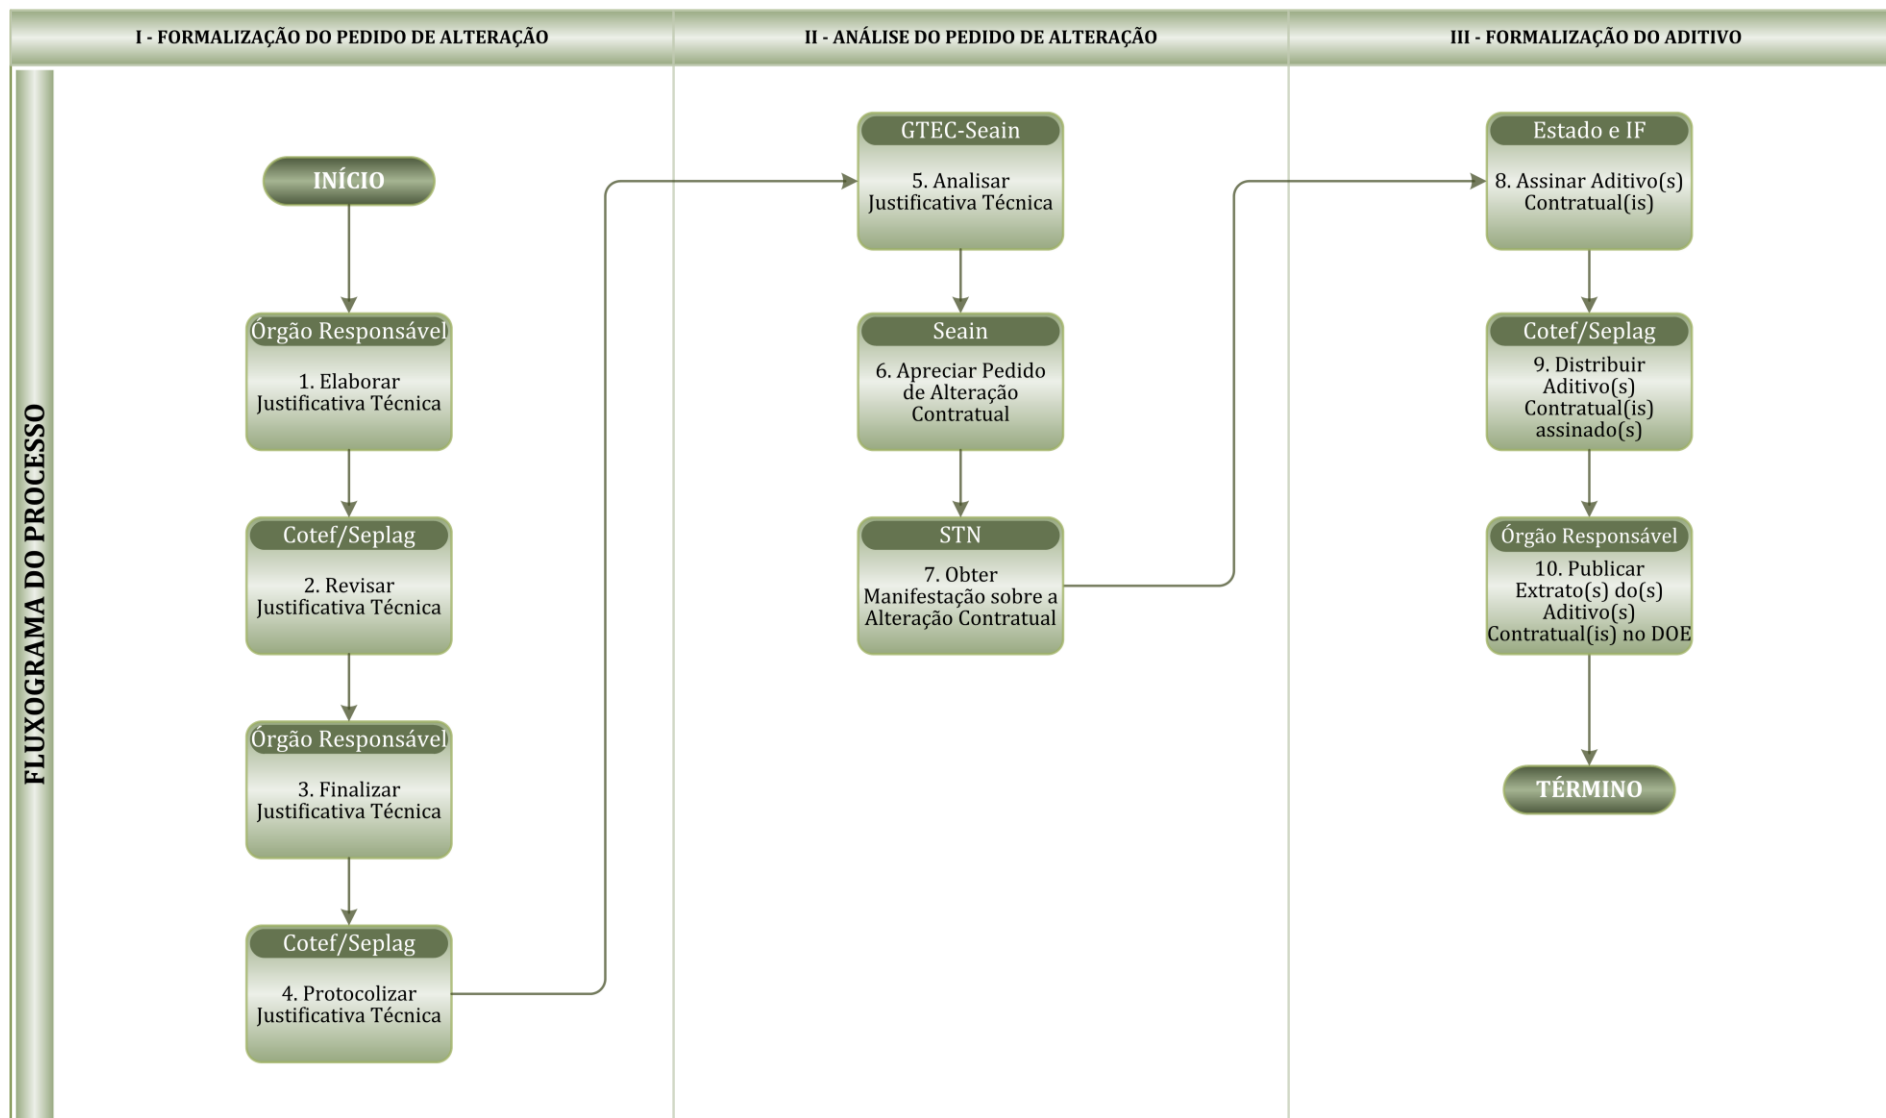 I - FORMALIZAÇÃO DO PEDIDO DE ALTERAÇÃO
II - ANÁLISE DO PEDIDO DE ALTERAÇÃO
III - FORMALIZAÇÃO DO ADITIVO
FLUXOGRAMA DO PROCESSO
INÍCIO
Órgão Responsável
1. Elaborar
Justificativa Técnica
Cotef/Seplag
2. Revisar
Justificativa Técnica
Órgão Responsável
3. Finalizar
Justificativa Técnica
Cotef/Seplag
4. Protocolizar
Justificativa Técnica
GTEC-Seain
5. Analisar
Justificativa Técnica
Seain
6. Apreciar Pedido
de Alteração
Contratual
STN
7. Obter
Manifestação sobre a
Alteração Contratual
Estado e IF
8. Assinar Aditivo(s)
Contratual(is)
Cotef/Seplag
9. Distribuir
Aditivo(s)
Contratual(is)
assinado(s)
Órgão Responsável
10. Publicar
Extrato(s) do(s)
Aditivo(s)
Contratual(is) no DOE
TÉRMINO